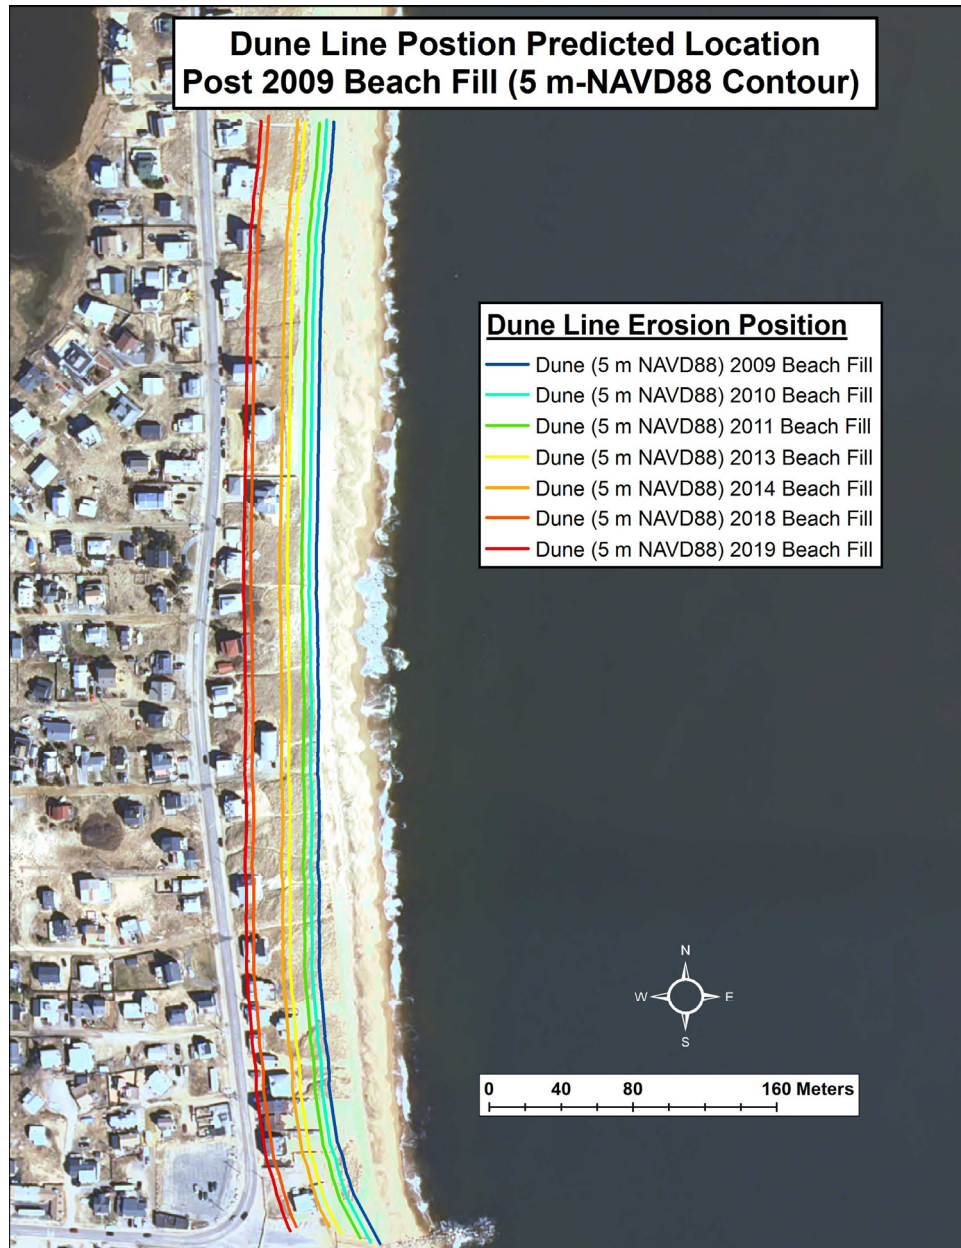 Dune Line Postion Predicted Location
Post 2009 Beach Fill (5 m-NAVD88 Contour)
Dune Line Erosion Position
Dune (5 m NAVD88) 2009 Beach Fill
Dune (5 m NAVD88) 2010 Beach Fill
Dune (5 m NAVD88) 2011 Beach Fill
Dune (5 m NAVD88) 2013 Beach Fill
Dune (5 m NAVD88) 2014 Beach Fill
Dune (5 m NAVD88) 2018 Beach Fill
Dune (5 m NAVD88) 2019 Beach Fill
N
W E
S
0 40 80 160 Meters